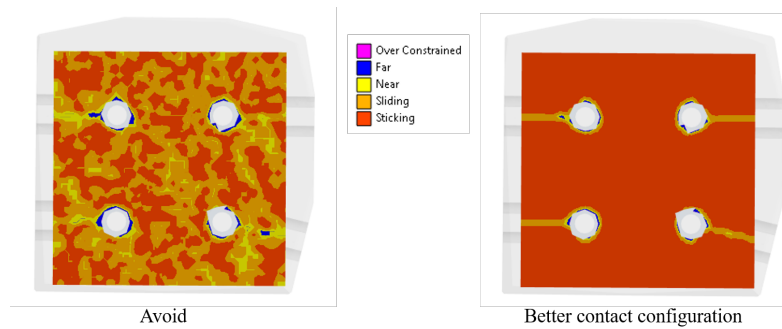 Over Constrained
Far
Near
Sliding
Sticking
Avoid
Better contact configuration